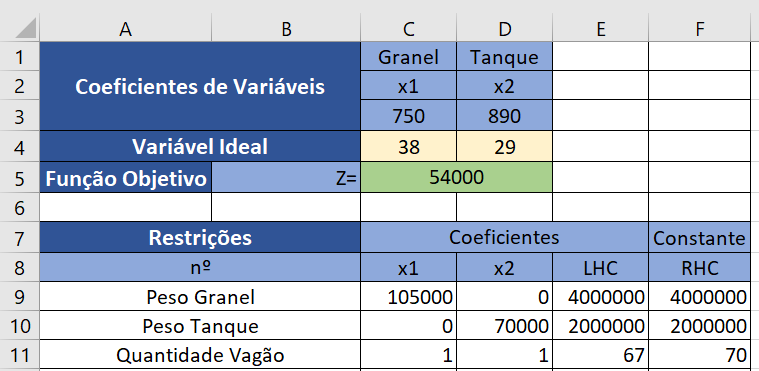 A B C D E F
1 Granel Tanque
2 Coeficientes de Variáveis x1 x2
3 750 890
4 Variável Ideal 38 29
5 Função Objetivo Z= 54000
6
7 Restrições Coeficientes Constante
8 nº x1 x2 LHC RHC
9 Peso Granel 105000 0 4000000 4000000
10 Peso Tanque 0 70000 2000000 2000000
11 Quantidade Vagão 1 1 67 70